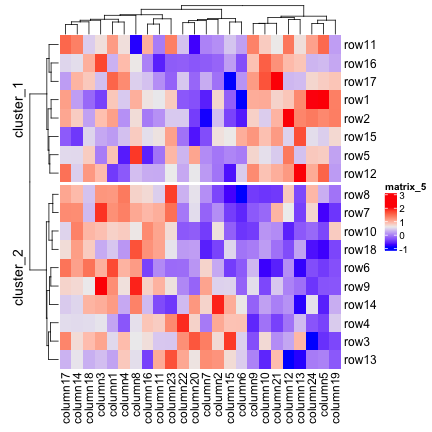 cluster_1
row11
row16
row17
row1
row2
row15
row5
row12
cluster_2
row8
row7
row10
row18
row6
row9
row14
row4
row3
row13
column17
column14
column18
column3
column1
column4
column8
column16
column11
column23
column22
column20
column7
column2
column15
column6
column9
column10
column21
column12
column13
column24
column5
column19
matrix_5
3
2
1
0
-1